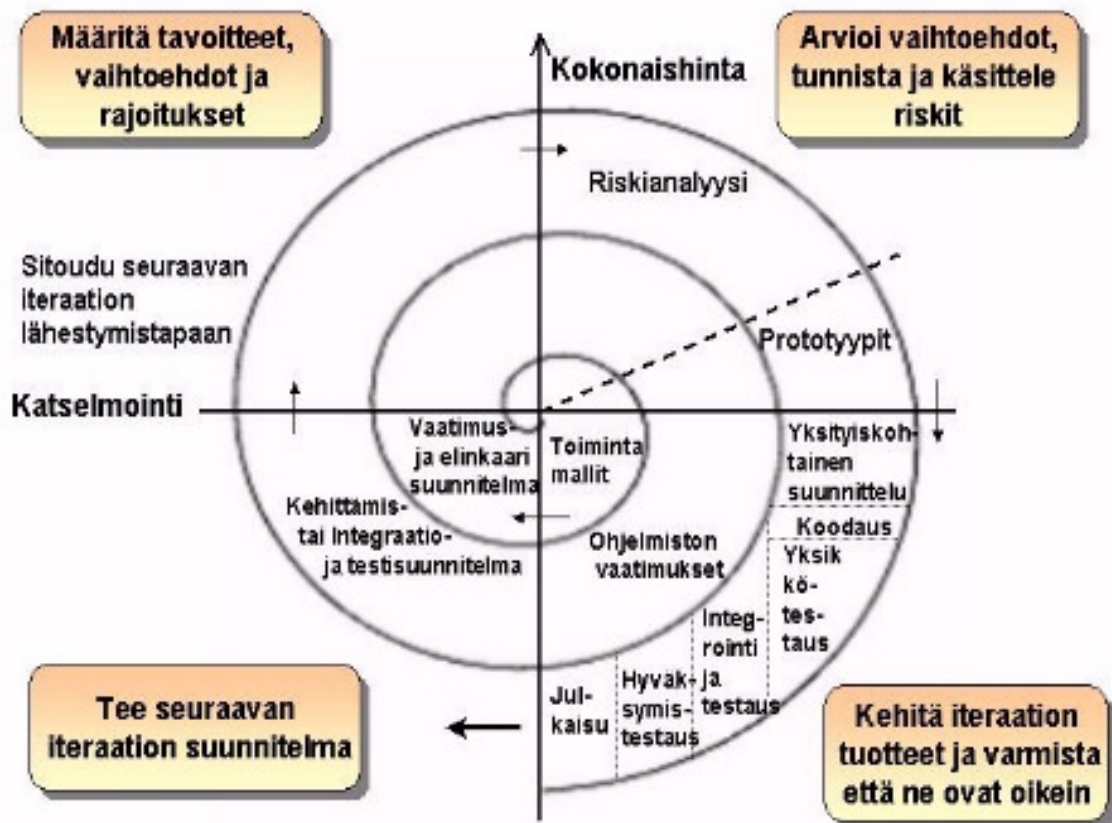 Määritä tavoitteet,
vaihtoehdot ja
rajoitukset
Arvioi vaihtoehdot,
tunnista ja käsittele
riskit
Kokonaishinta
Riskianalyysi
Sitoudu seuraavan
iteraation
lähestymistapaan
Prototyypit
Katselmointi
Vaatimus-
ja elinkaari
suunnitelma
Toiminta
mallit
Yksityiskoh-
tainen
suunnittelu
Kehittämis-
tai Integraatio-
ja testisuunnitelma
Ohjelmiston
vaatimukset
Koodaus
Yksik
kö-
tes-
taus
Integ-
rointi
ja
testaus
Hyväk-
symis-
testaus
Jul-
kaisu
Tee seuraavan
iteraation suunnitelma
Kehitä iteraation
tuotteet ja varmista
että ne ovat oikein